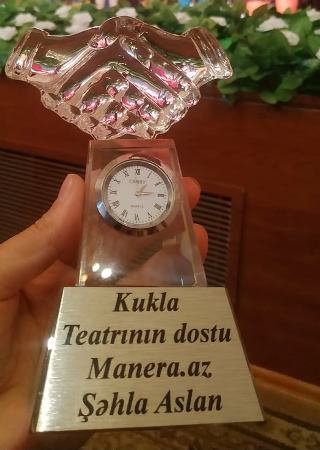 Kukla
Teatrının dostu
Manera.az
Şəhla Aslan